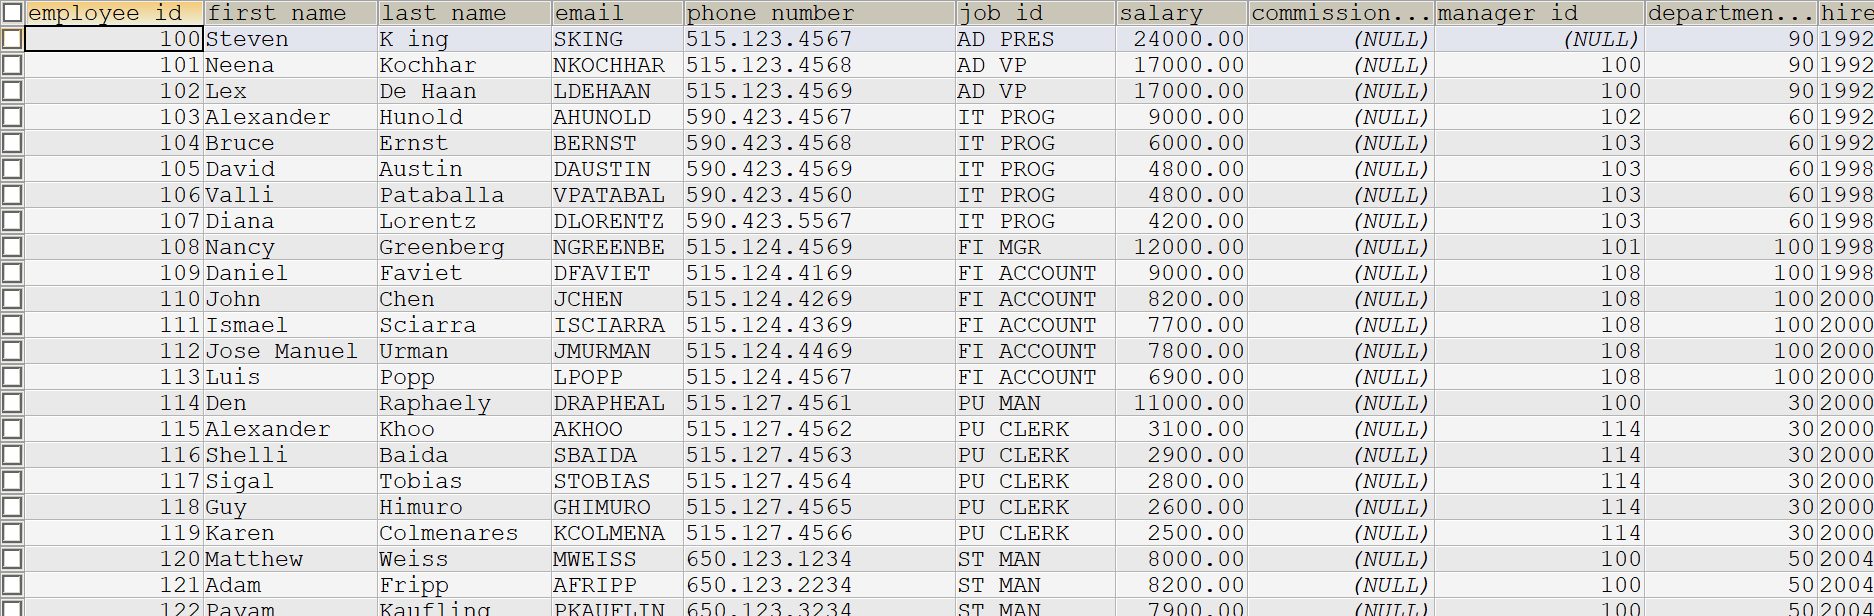 employee id first name last name email phone number job id salary commission... manager id departmen... hire
100 Steven K ing SKING 515.123.4567 AD PRES 24000.00 (NULL) (NULL) 90 1992
101 Neena Kochhar NKOCHHAR 515.123.4568 AD VP 17000.00 (NULL) 100 90 1992
102 Lex De Haan LDEHAAN 515.123.4569 AD VP 17000.00 (NULL) 100 90 1992
103 Alexander Hunold AHUNOLD 590.423.4567 IT PROG 9000.00 (NULL) 102 60 1992
104 Bruce Ernst BERNST 590.423.4568 IT PROG 6000.00 (NULL) 103 60 1992
105 David Austin DAUSTIN 590.423.4569 IT PROG 4800.00 (NULL) 103 60 1998
106 Valli Pataballa VPATABAL 590.423.4560 IT PROG 4800.00 (NULL) 103 60 1998
107 Diana Lorentz DLORENTZ 590.423.5567 IT PROG 4200.00 (NULL) 103 60 1998
108 Nancy Greenberg NGREENBE 515.124.4569 FI MGR 12000.00 (NULL) 101 100 1998
109 Daniel Faviet DFAVIET 515.124.4169 FI ACCOUNT 9000.00 (NULL) 108 100 1998
110 John Chen JCHEN 515.124.4269 FI ACCOUNT 8200.00 (NULL) 108 100 2000
111 Ismael Sciarra ISCIARRA 515.124.4369 FI ACCOUNT 7700.00 (NULL) 108 100 2000
112 Jose Manuel Urman JMURMAN 515.124.4469 FI ACCOUNT 7800.00 (NULL) 108 100 2000
113 Luis Popp LPOPP 515.124.4567 FI ACCOUNT 6900.00 (NULL) 108 100 2000
114 Den Raphaely DRAPHEAL 515.127.4561 PU MAN 11000.00 (NULL) 100 30 2000
115 Alexander Khoo AKHOO 515.127.4562 PU CLERK 3100.00 (NULL) 114 30 2000
116 Shelli Baida SBAIDA 515.127.4563 PU CLERK 2900.00 (NULL) 114 30 2000
117 Sigal Tobias STOBIAS 515.127.4564 PU CLERK 2800.00 (NULL) 114 30 2000
118 Guy Himuro GHIMURO 515.127.4565 PU CLERK 2600.00 (NULL) 114 30 2000
119 Karen Colmenares KCOLMENA 515.127.4566 PU CLERK 2500.00 (NULL) 114 30 2000
120 Matthew Weiss MWEISS 650.123.1234 ST MAN 8000.00 (NULL) 100 50 2004
121 Adam Fripp AFRIPP 650.123.2234 ST MAN 8200.00 (NULL) 100 50 2004
122 Payam Kaufling PKAUFLIN 650.123.3234 ST MAN 7900.00 (NULL) 100 50 2004